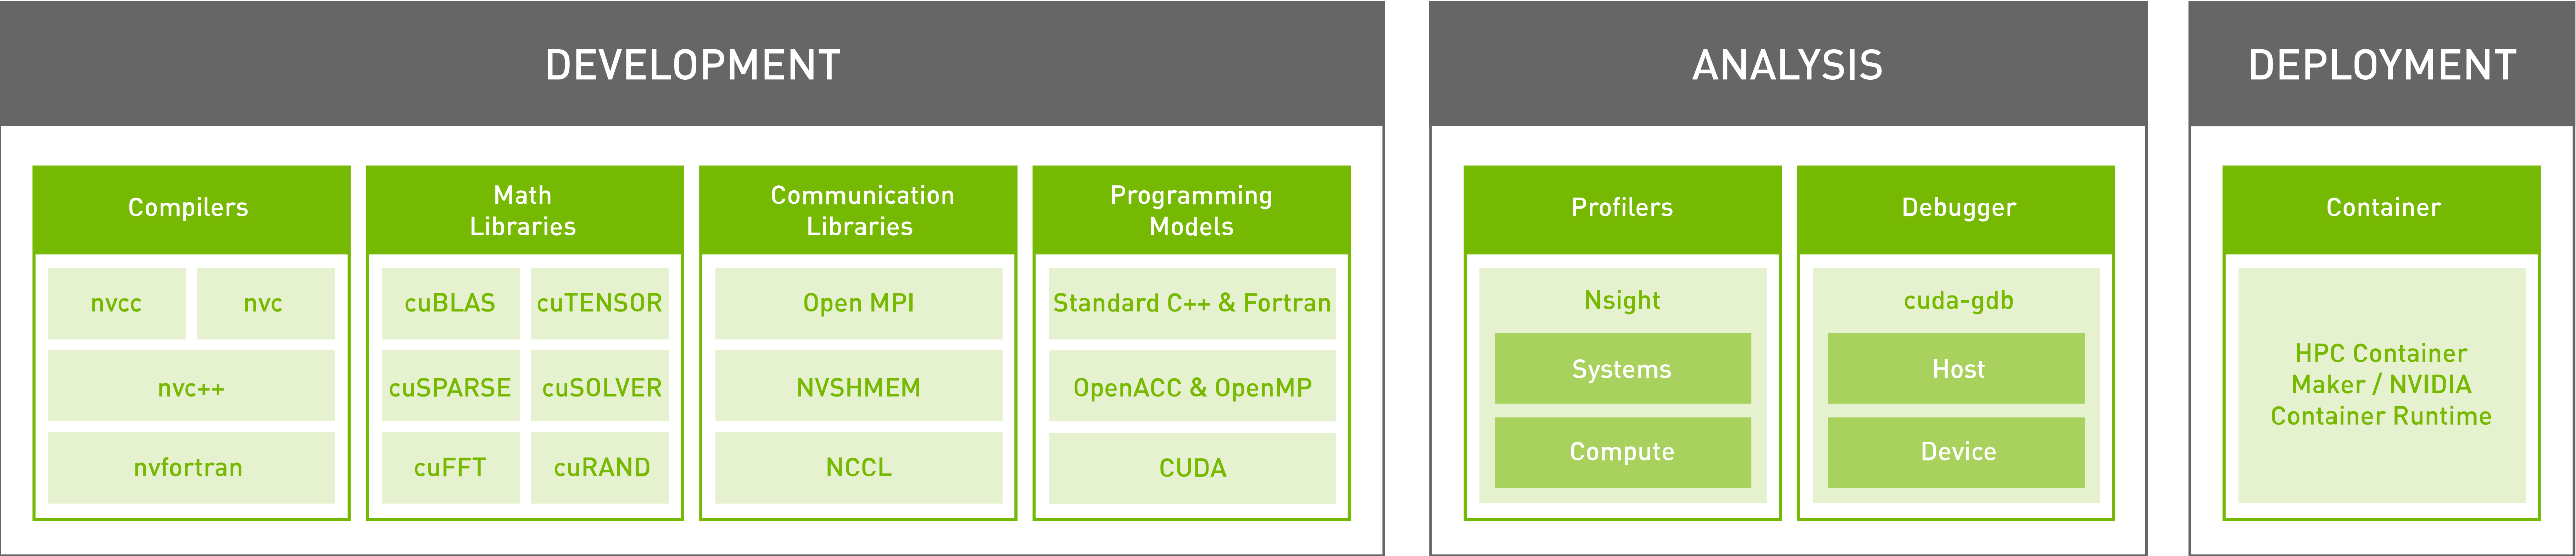 DEVELOPMENT
Compilers
nvcc
nvc
nvc++
nvfortran
Math
Libraries
cuBLAS
cuTENSOR
cuSPARSE
cuSOLVER
cuFFT
cuRAND
Communication
Libraries
Open MPI
NVSHMEM
NCCL
Programming
Models
Standard C++ & Fortran
OpenACC & OpenMP
CUDA
ANALYSIS
Profilers
Nsight
Systems
Compute
Debugger
cuda-gdb
Host
Device
DEPLOYMENT
Container
HPC Container
Maker / NVIDIA
Container Runtime